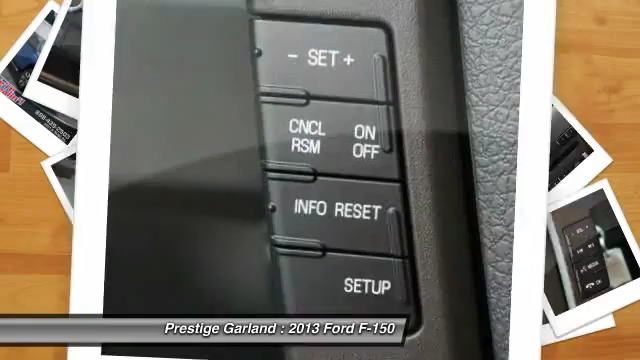 - SET +
CNCL ON
RSM OFF
INFO RESET
SETUP
Prestige Garland : 2013 Ford F-150